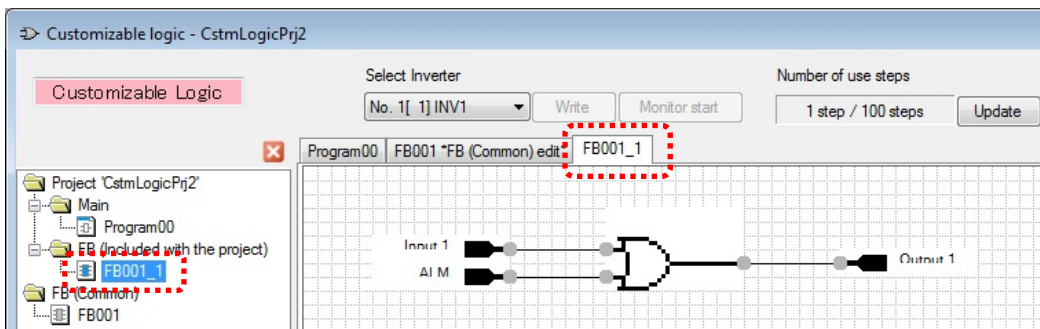 Customizable logic - CstmLogicPrj2
Customizable Logic
Select Inverter
No. 1[ 1] INV1
Write
Monitor start
Number of use steps
1 step / 100 steps
Update
Program00
FB001 *FB (Common) edit
FB001_1
Project 'CstmLogicPrj2'
Main
Program00
FB (Included with the project)
FB001_1
FB (Common)
FB001
Input 1
ALM
Output 1